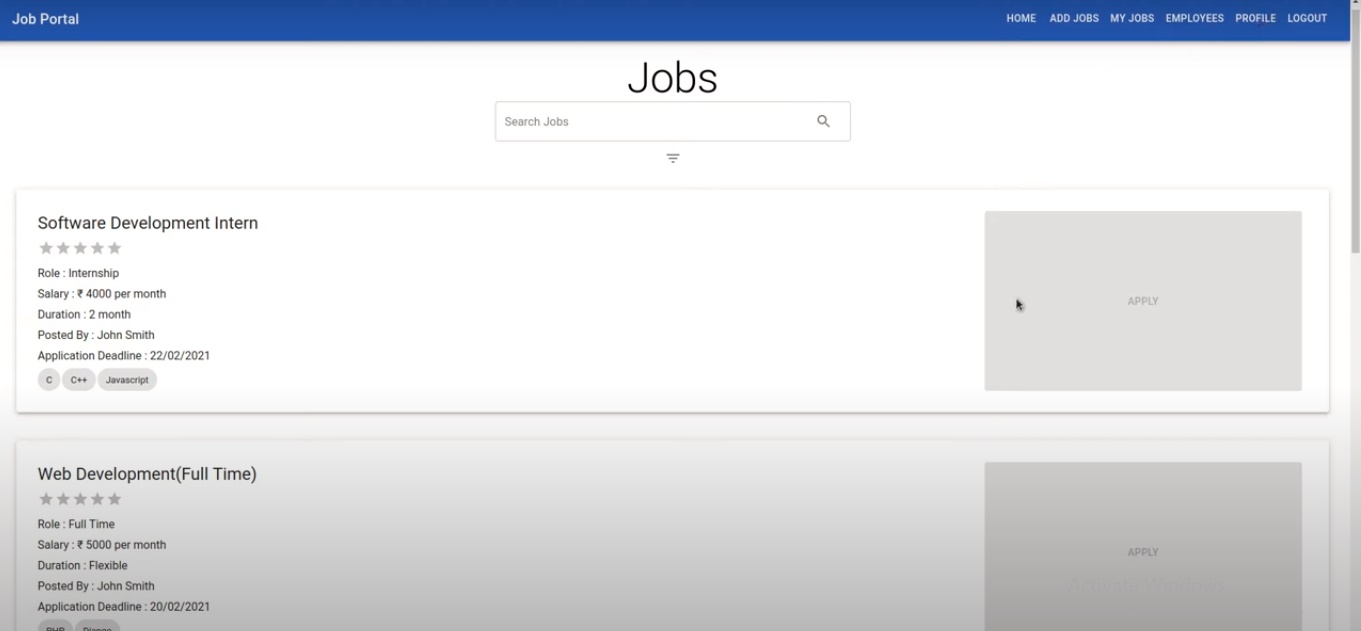 Job Portal
HOME ADD JOBS MY JOBS EMPLOYEES PROFILE LOGOUT
Jobs
Search Jobs
Software Development Intern
Role : Internship
Salary : ₹ 4000 per month
Duration : 2 month
Posted By : John Smith
Application Deadline : 22/02/2021
C C++ Javascript
APPLY
Web Development(Full Time)
Role : Full Time
Salary : ₹ 5000 per month
Duration : Flexible
Posted By : John Smith
Application Deadline : 20/02/2021
PHP Django
APPLY
Activate Windows